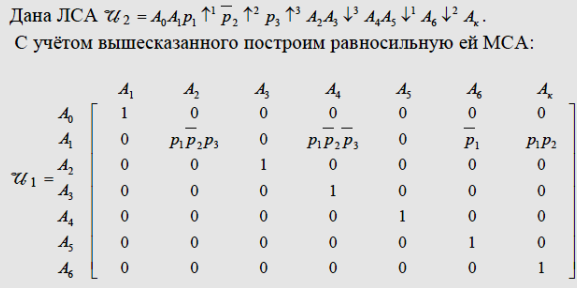 Дана ЛСА 𝒰₂ = A₀A₁p₁ ↑¹ p̅₂ ↑² p₃ ↑³ A₂A₃ ↓³ A₄A₅ ↓¹ A₆ ↓² Aₖ .
С учётом вышесказанного построим равносильную ей МСА:
A₁ A₂ A₃ A₄ A₅ A₆ Aₖ
A₀ 1 0 0 0 0 0 0
A₁ 0 p₁p̅₂p₃ 0 p₁p̅₂p̅₃ 0 p̅₁ p₁p₂
A₂ 0 0 1 0 0 0 0
𝒰₁ = A₃ 0 0 0 1 0 0 0
A₄ 0 0 0 0 1 0 0
A₅ 0 0 0 0 0 1 0
A₆ 0 0 0 0 0 0 1